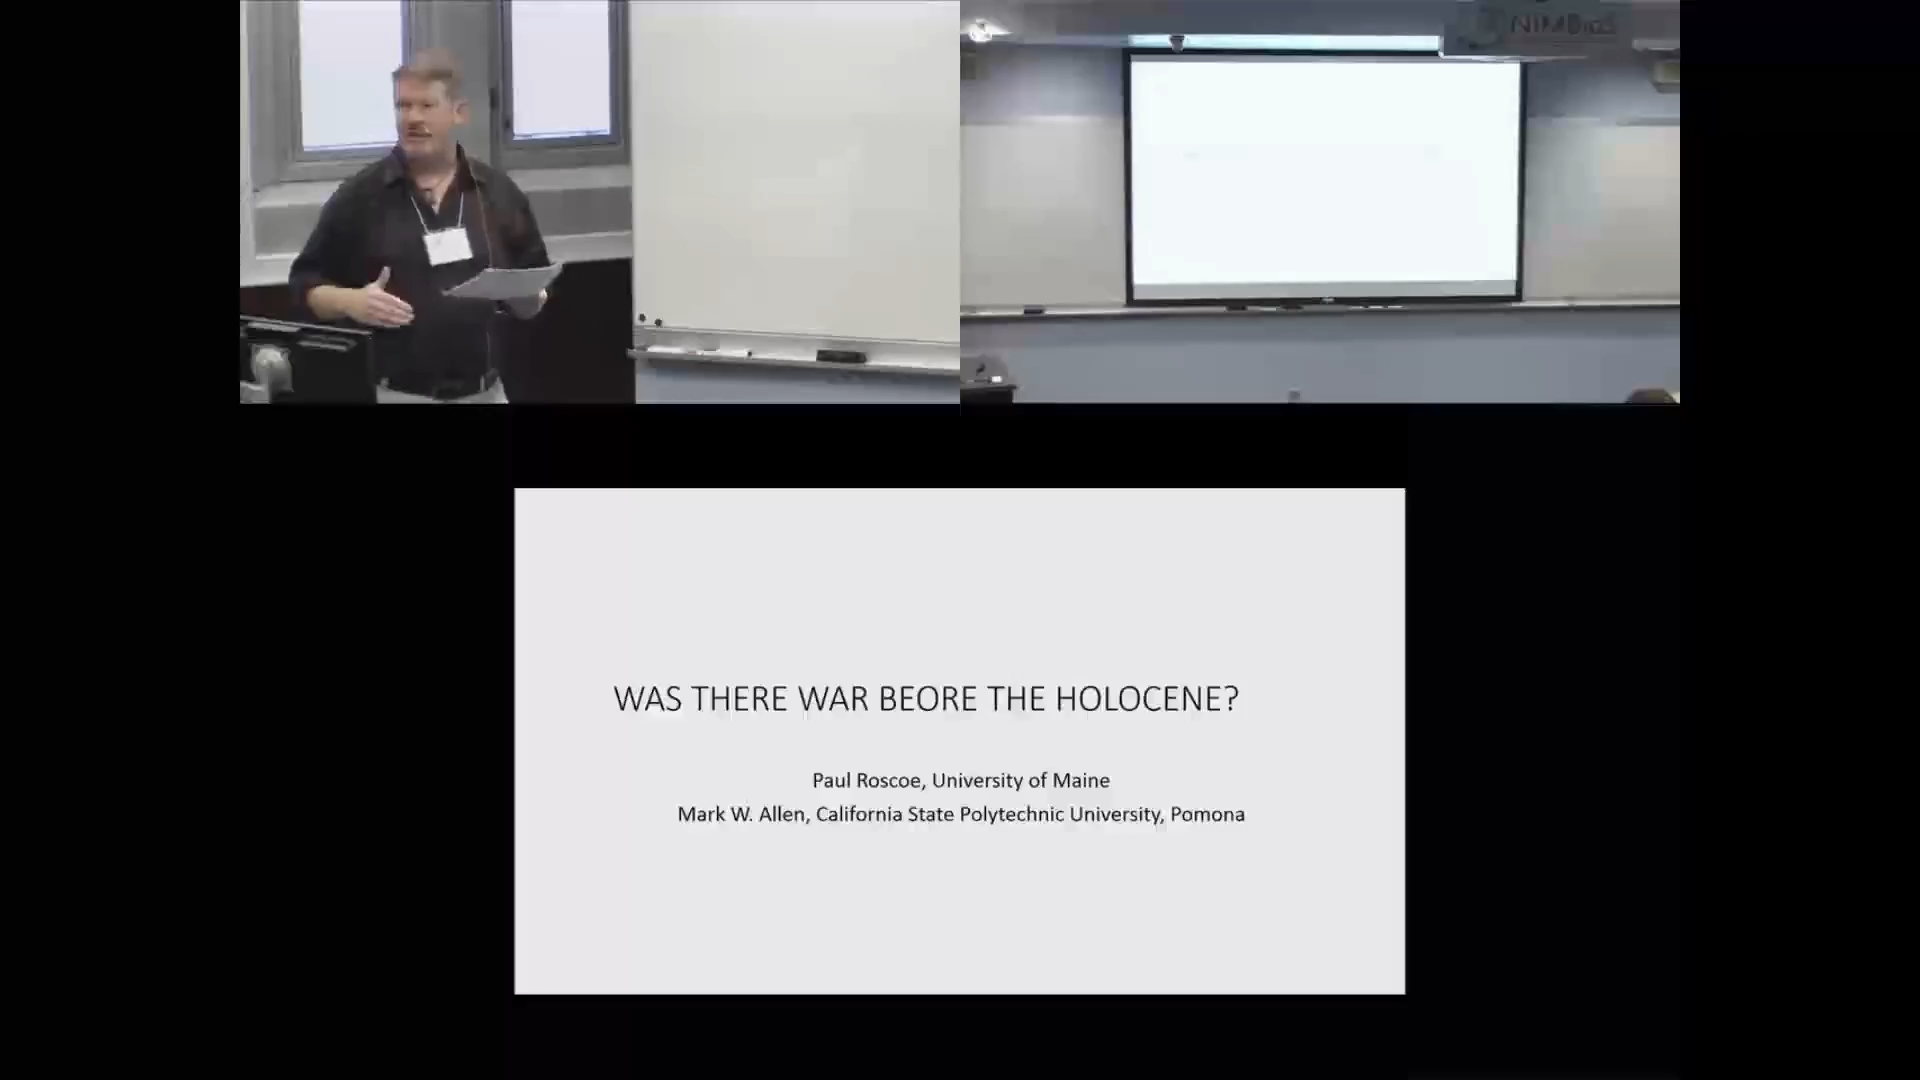 NIMBioS
WAS THERE WAR BEORE THE HOLOCENE?
Paul Roscoe, University of Maine
Mark W. Allen, California State Polytechnic University, Pomona